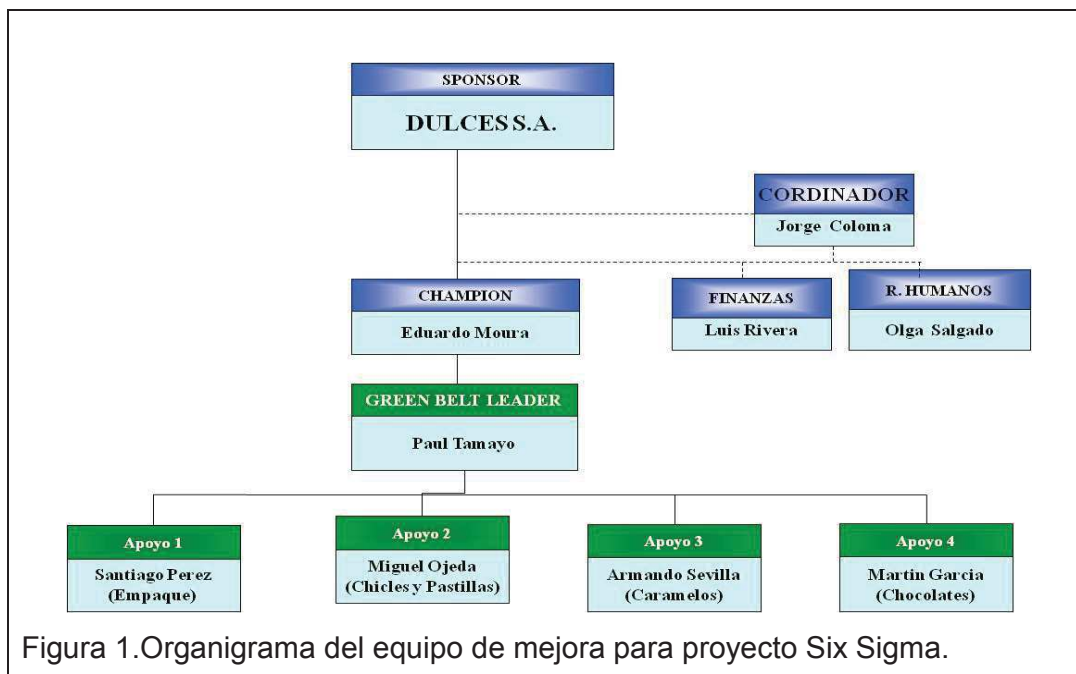 SPONSOR
DULCES S.A.
CORDINADOR
Jorge Coloma
CHAMPION
Eduardo Moura
FINANZAS
Luis Rivera
R. HUMANOS
Olga Salgado
GREEN BELT LEADER
Paul Tamayo
Apoyo 1
Santiago Perez
(Empaque)
Apoyo 2
Miguel Ojeda
(Chicles y Pastillas)
Apoyo 3
Armando Sevilla
(Caramelos)
Apoyo 4
Martin Garcia
(Chocolates)
Figura 1.Organigrama del equipo de mejora para proyecto Six Sigma.